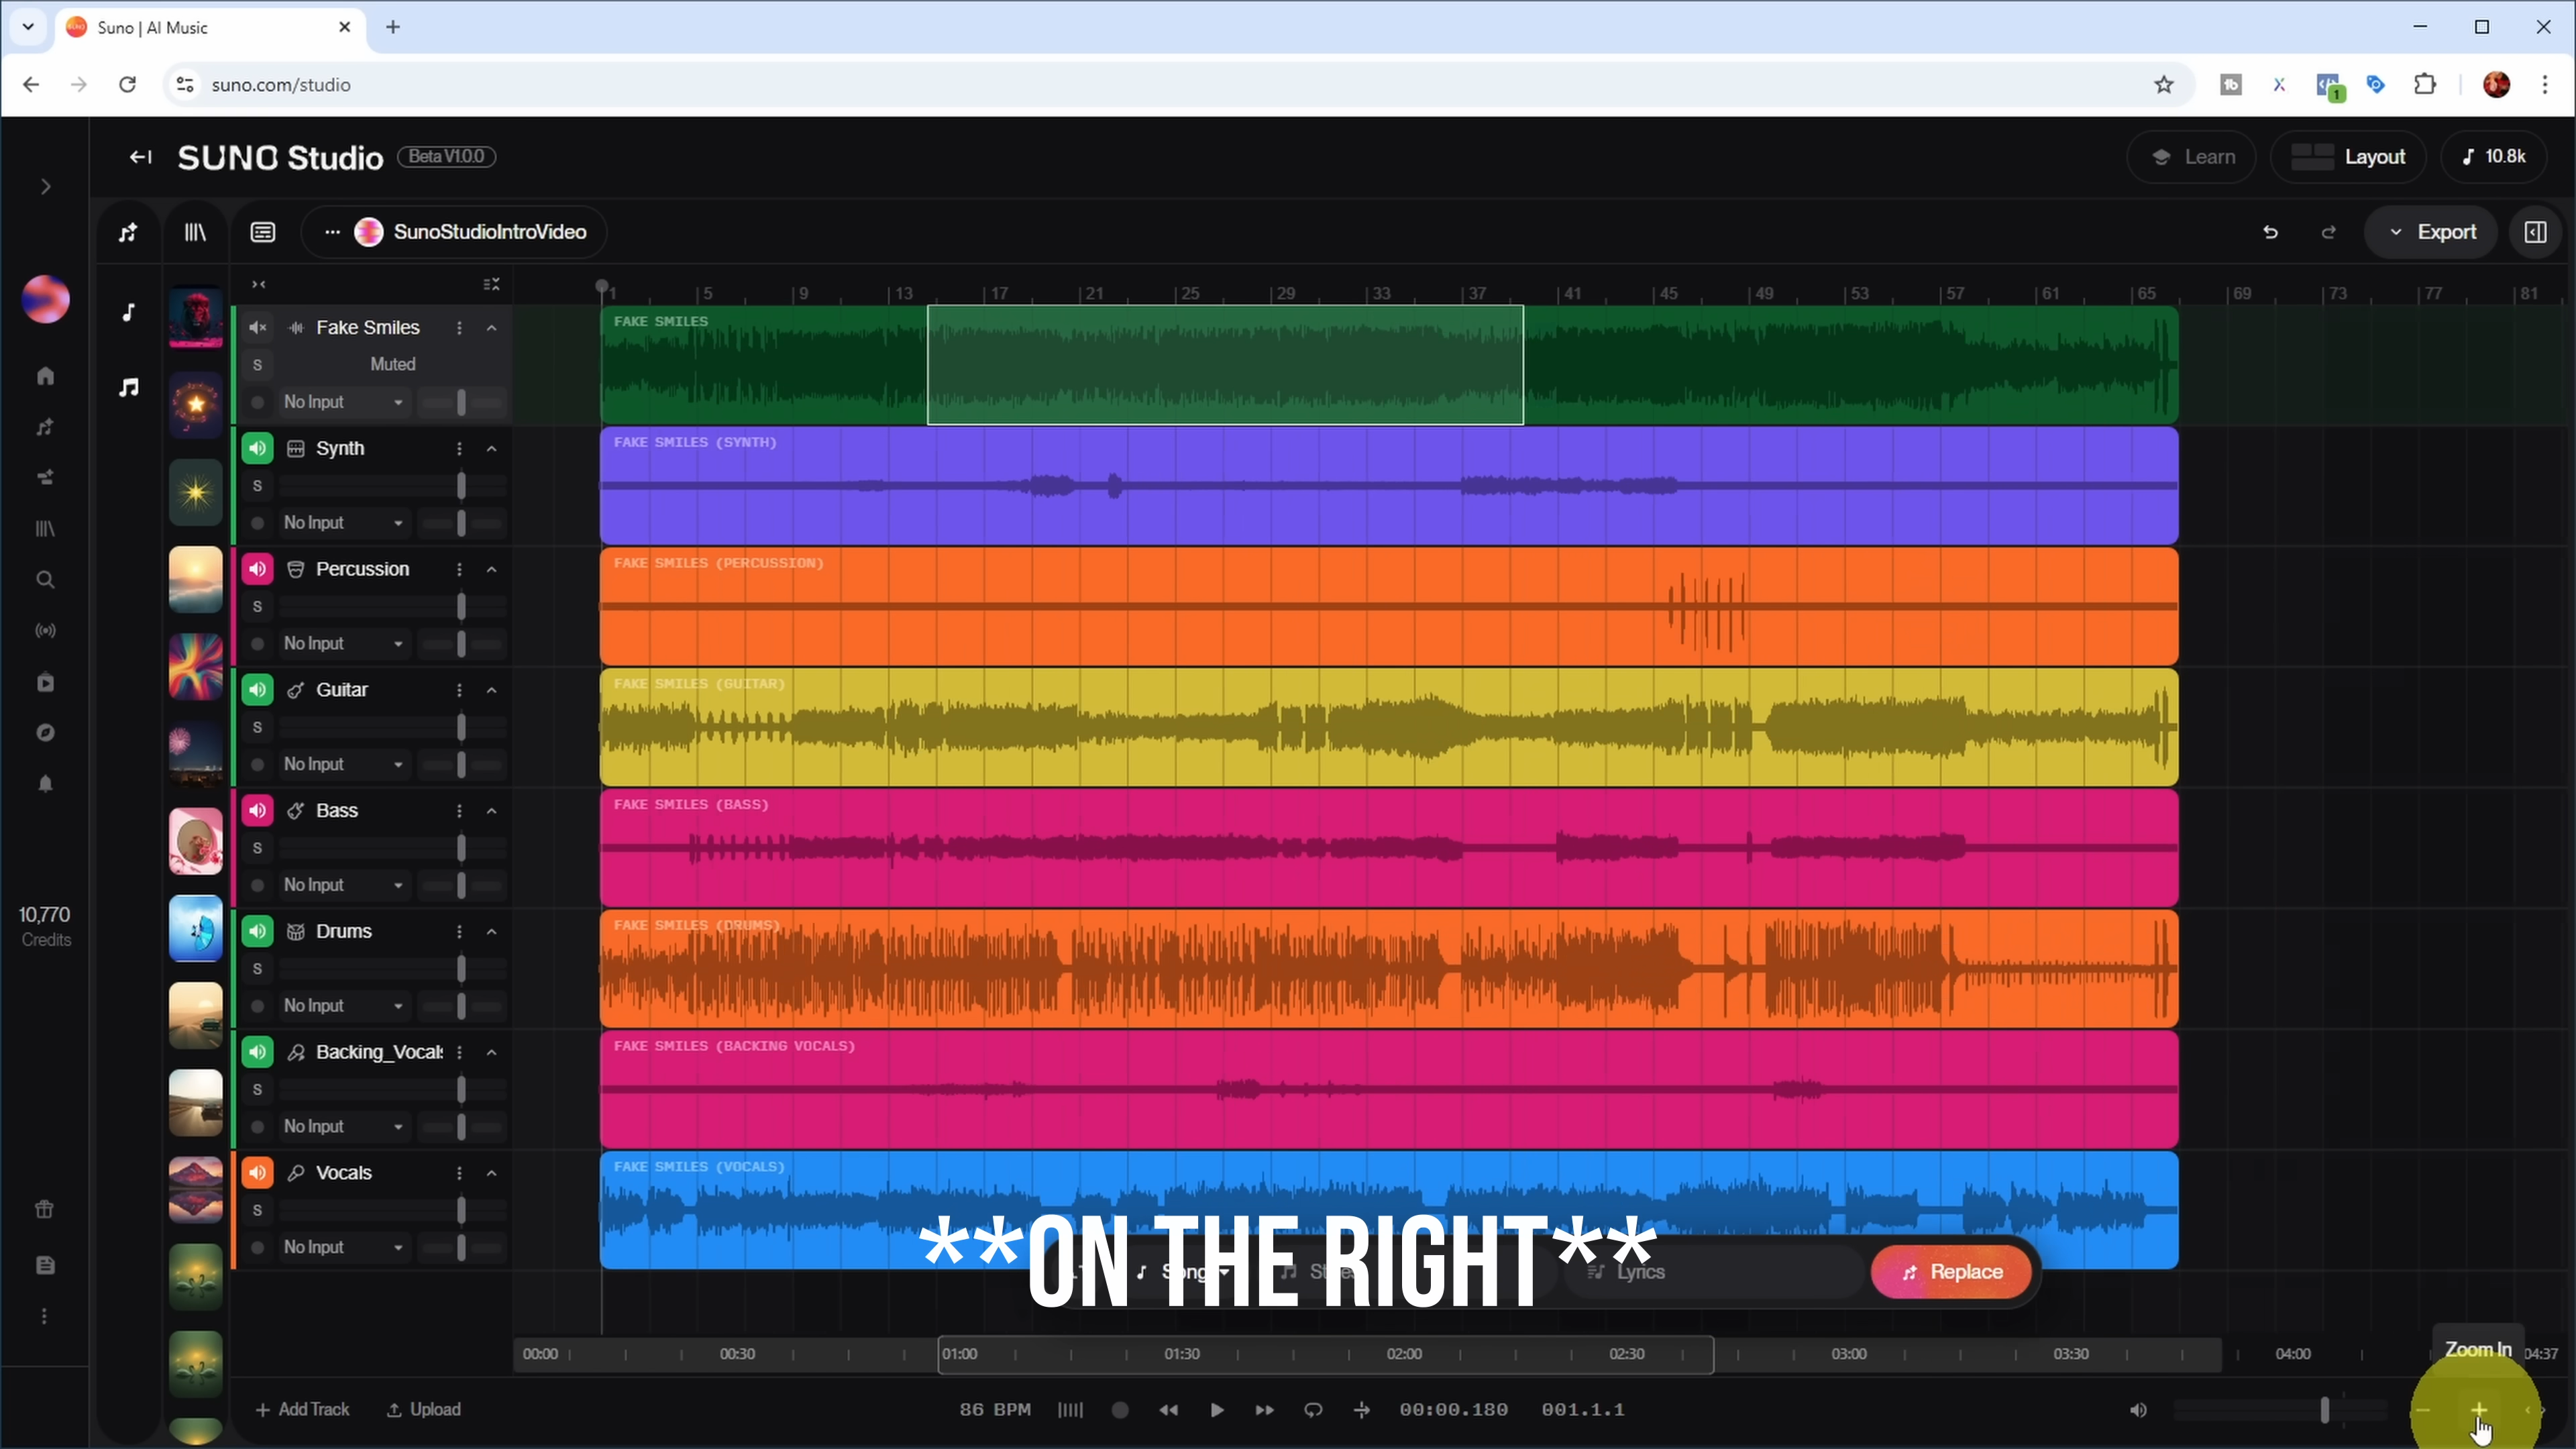 Suno | AI Music
suno.com/studio
1
SUNO Studio
Beta V1.0.0
Learn
Layout
10.8k
SunoStudioIntroVideo
Export
1 5 9 13 17 21 25 29 33 37 41 45 49 53 57 61 65 69 73 77 81
Fake Smiles
FAKE SMILES
S
Muted
No Input
Synth
FAKE SMILES (SYNTH)
S
No Input
Percussion
FAKE SMILES (PERCUSSION)
S
No Input
Guitar
FAKE SMILES (GUITAR)
S
No Input
Bass
FAKE SMILES (BASS)
S
No Input
10,770
Credits
Drums
FAKE SMILES (DRUMS)
S
No Input
Backing_Vocals
FAKE SMILES (BACKING VOCALS)
S
No Input
Vocals
FAKE SMILES (VOCALS)
S
No Input
**ON THE RIGHT**
Song
Lyrics
Replace
Zoom In
00:00 00:30 01:00 01:30 02:00 02:30 03:00 03:30 04:00 04:37
Add Track
Upload
86 BPM
00:00.180
001.1.1